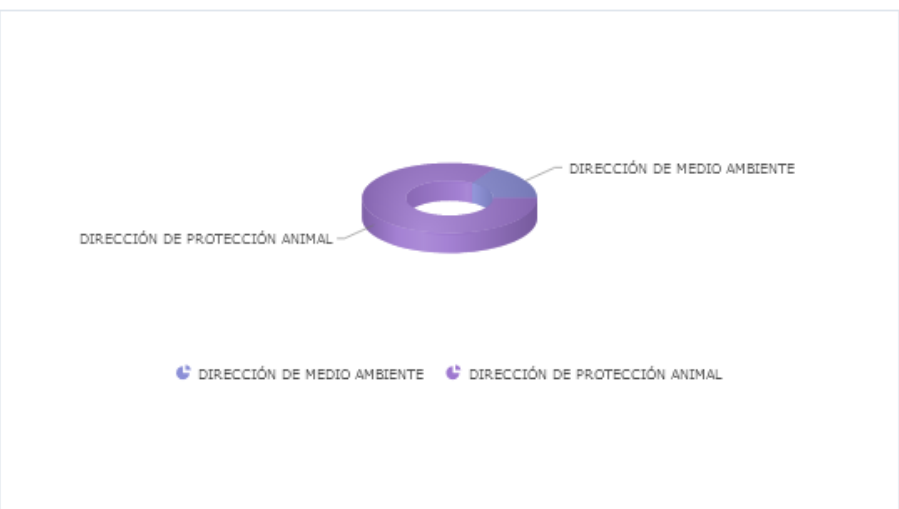 DIRECCIÓN DE MEDIO AMBIENTE
DIRECCIÓN DE PROTECCIÓN ANIMAL
DIRECCIÓN DE MEDIO AMBIENTE DIRECCIÓN DE PROTECCIÓN ANIMAL